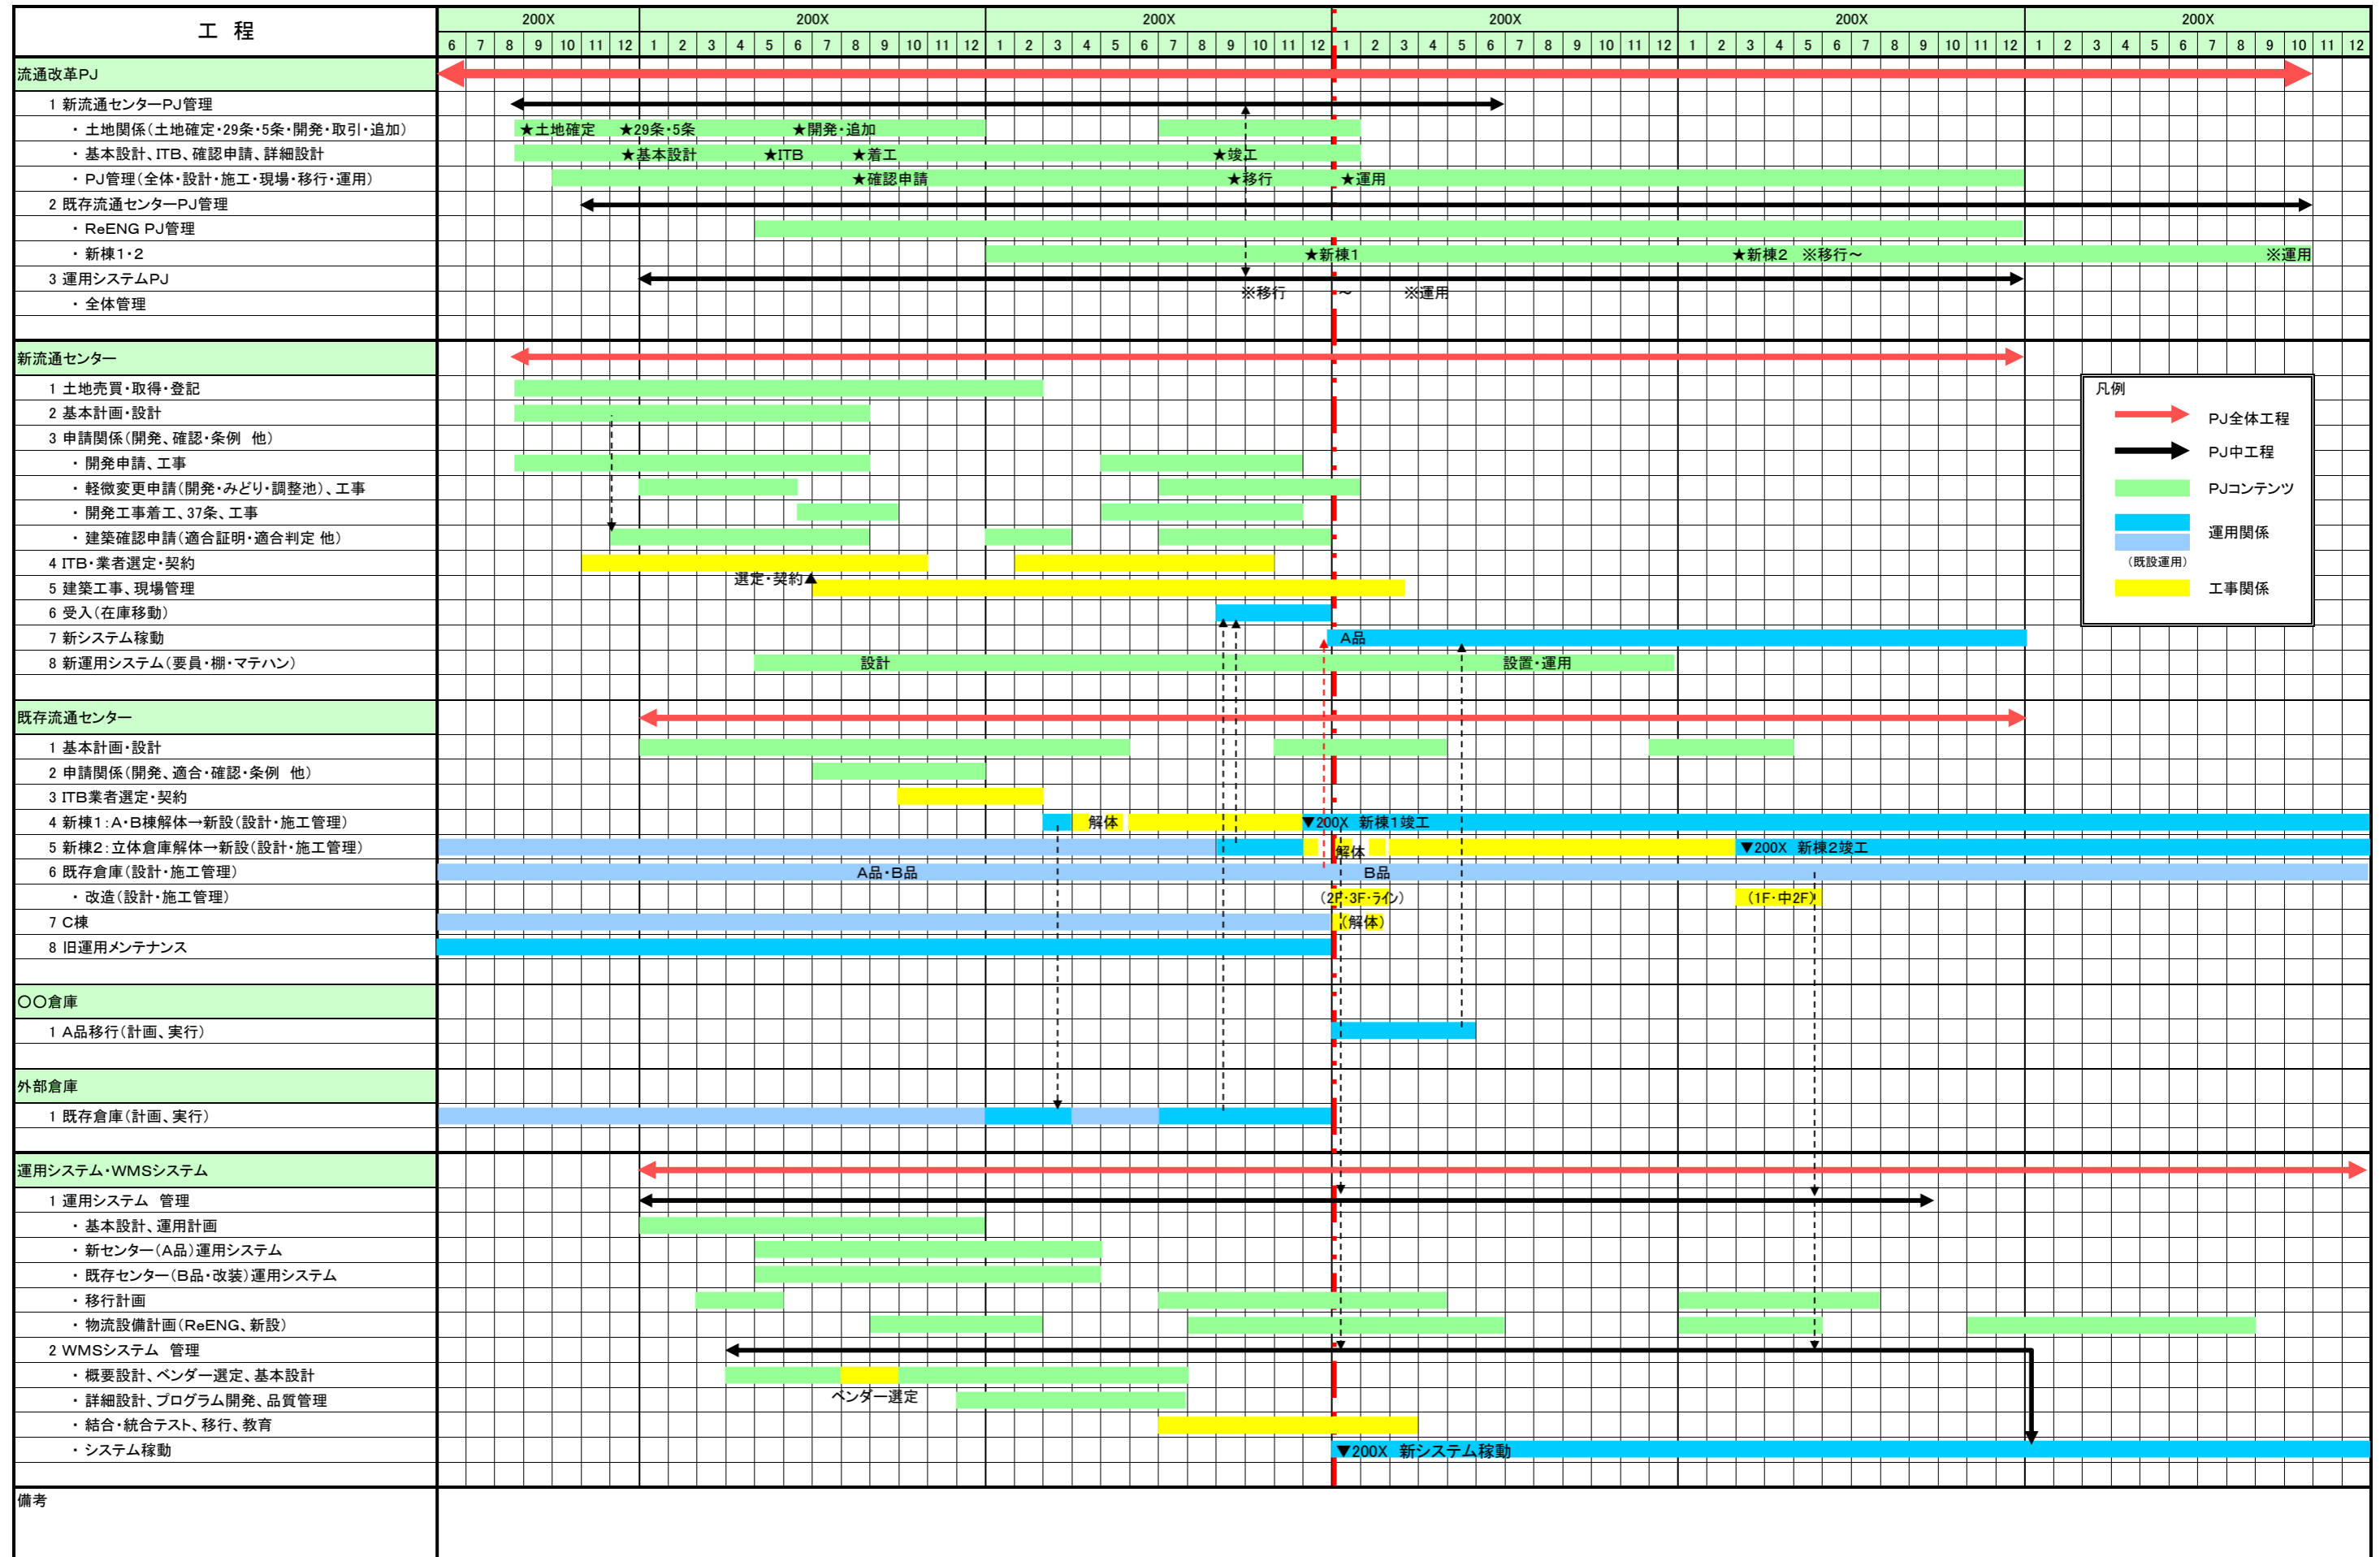 工 程
200X 200X 200X 200X 200X 200X
6 7 8 9 10 11 12 1 2 3 4 5 6 7 8 9 10 11 12 1 2 3 4 5 6 7 8 9 10 11 12 1 2 3 4 5 6 7 8 9 10 11 12 1 2 3 4 5 6 7 8 9 10 11 12 1 2 3 4 5 6 7 8 9 10 11 12
流通改革PJ
1 新流通センターPJ管理
・土地関係(土地確定・29条・5条・開発・取引・追加) ★土地確定 ★29条・5条 ★開発・追加
・基本設計、ITB、確認申請、詳細設計 ★基本設計 ★ITB ★着工 ★竣工
・PJ管理(全体・設計・施工・現場・移行・運用) ★確認申請 ★移行 ★運用
2 既存流通センターPJ管理
・ReENG PJ管理
・新棟1・2 ★新棟1 ★新棟2 ※移行～ ※運用
3 運用システムPJ
・全体管理 ※移行 ～ ※運用
新流通センター
1 土地売買・取得・登記
2 基本計画・設計
3 申請関係(開発、確認・条例 他)
・開発申請、工事
・軽微変更申請(開発・みどり・調整池)、工事
・開発工事着工、37条、工事
・建築確認申請(適合証明・適合判定 他)
4 ITB・業者選定・契約
選定・契約▲
5 建築工事、現場管理
6 受入(在庫移動)
7 新システム稼動 A品
8 新運用システム(要員・棚・マテハン) 設計 設置・運用
凡例
PJ全体工程
PJ中工程
PJコンテンツ
運用関係
(既設運用)
工事関係
既存流通センター
1 基本計画・設計
2 申請関係(開発、適合・確認・条例 他)
3 ITB業者選定・契約
4 新棟1:A・B棟解体→新設(設計・施工管理) 解体 ▼200X 新棟1竣工
5 新棟2:立体倉庫解体→新設(設計・施工管理) 解体 ▼200X 新棟2竣工
6 既存倉庫(設計・施工管理) A品・B品 B品
・改造(設計・施工管理) (2F・3F・ライン) (1F・中2F)
7 C棟 (解体)
8 旧運用メンテナンス
〇〇倉庫
1 A品移行(計画、実行)
外部倉庫
1 既存倉庫(計画、実行)
運用システム・WMSシステム
1 運用システム 管理
・基本設計、運用計画
・新センター(A品)運用システム
・既存センター(B品・改装)運用システム
・移行計画
・物流設備計画(ReENG、新設)
2 WMSシステム 管理
・概要設計、ベンダー選定、基本設計
ベンダー選定
・詳細設計、プログラム開発、品質管理
・結合・統合テスト、移行、教育
・システム稼動 ▼200X 新システム稼動
備考